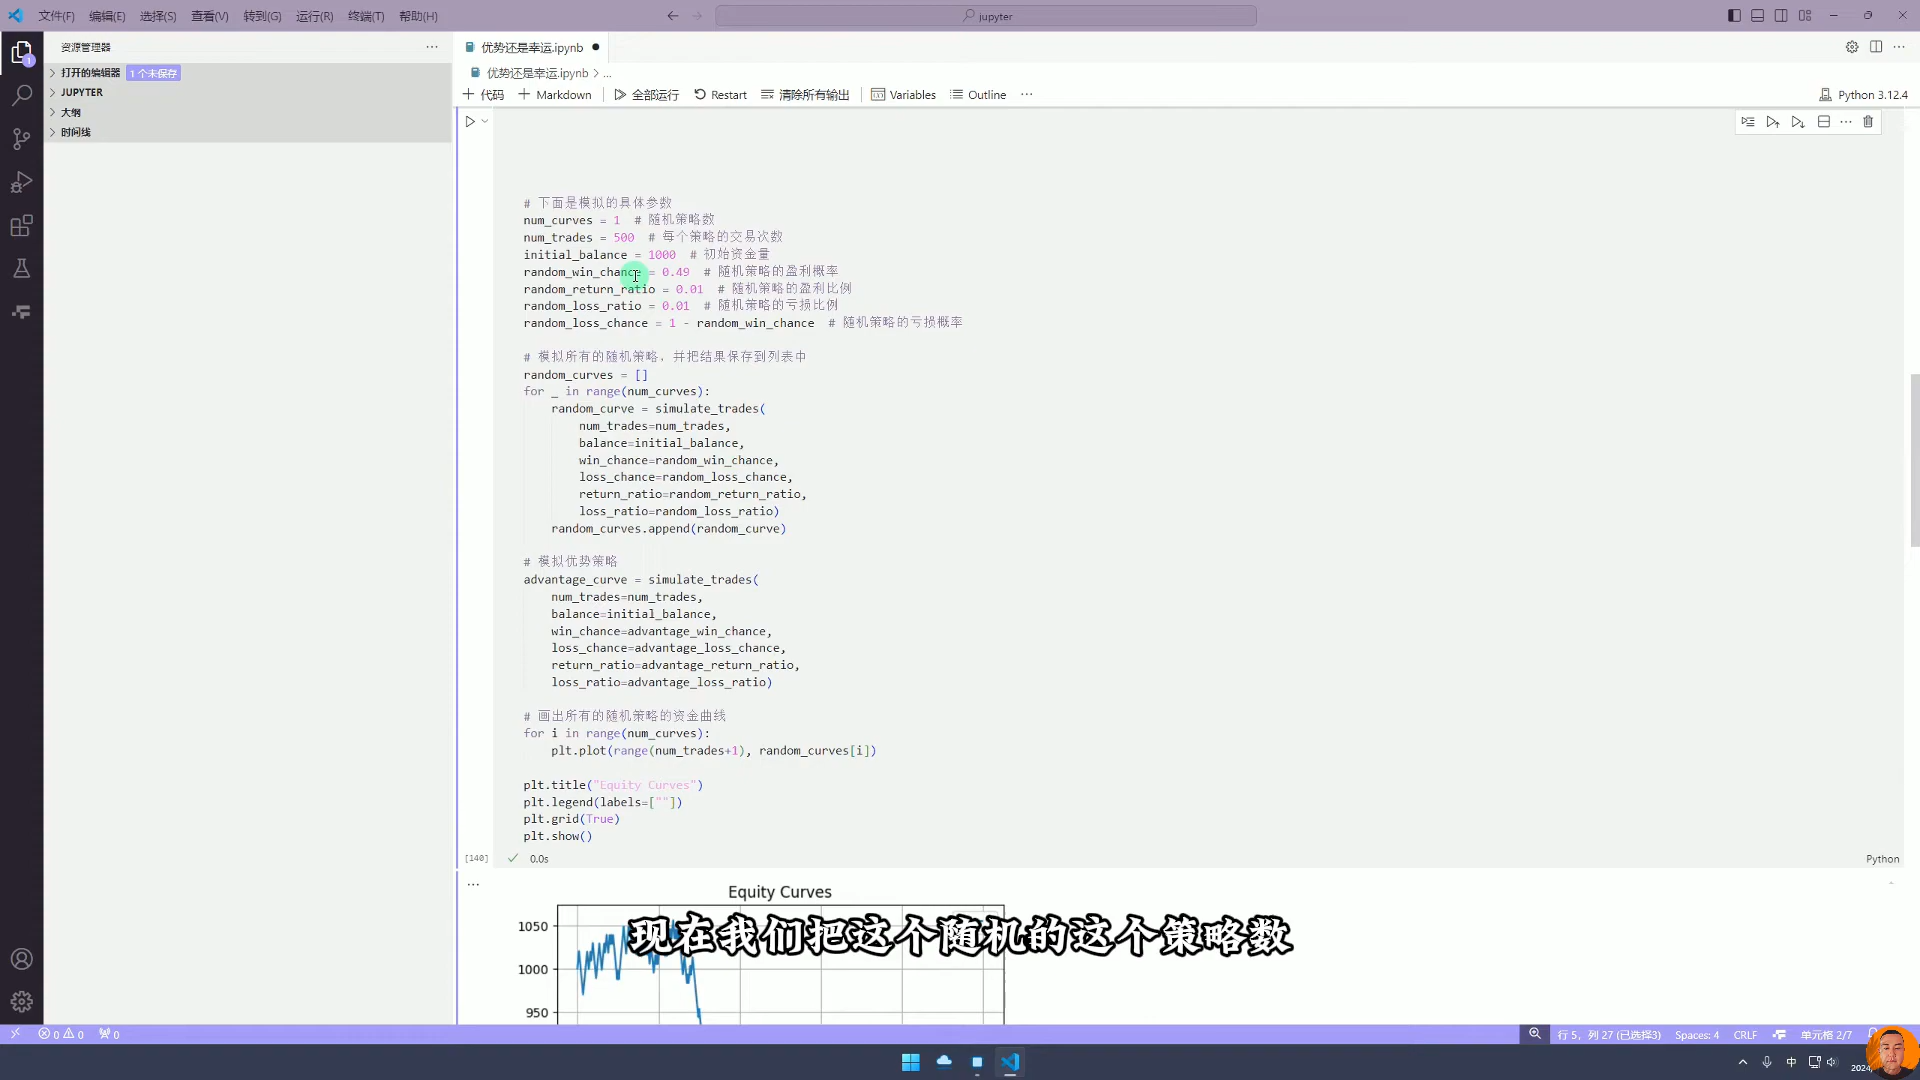 文件(F) 编辑(E) 选择(S) 查看(V) 转到(G) 运行(R) 终端(T) 帮助(H)
jupyter
资源管理器
打开的编辑器 1个未保存
JUPYTER
大纲
时间线
优势还是幸运.ipynb
优势还是幸运.ipynb > ...
代码 Markdown 全部运行 Restart 清除所有输出 Variables Outline ...
Python 3.12.4
# 下面是模拟的具体参数
num_curves = 1  # 随机策略数
num_trades = 500  # 每个策略的交易次数
initial_balance = 1000  # 初始资金量
random_win_chance = 0.49  # 随机策略的盈利概率
random_return_ratio = 0.01  # 随机策略的盈利比例
random_loss_ratio = 0.01  # 随机策略的亏损比例
random_loss_chance = 1 - random_win_chance  # 随机策略的亏损概率
# 模拟所有的随机策略，并把结果保存到列表中
random_curves = []
for _ in range(num_curves):
random_curve = simulate_trades(
num_trades=num_trades,
balance=initial_balance,
win_chance=random_win_chance,
loss_chance=random_loss_chance,
return_ratio=random_return_ratio,
loss_ratio=random_loss_ratio)
random_curves.append(random_curve)
# 模拟优势策略
advantage_curve = simulate_trades(
num_trades=num_trades,
balance=initial_balance,
win_chance=advantage_win_chance,
loss_chance=advantage_loss_chance,
return_ratio=advantage_return_ratio,
loss_ratio=advantage_loss_ratio)
# 画出所有的随机策略的资金曲线
for i in range(num_curves):
plt.plot(range(num_trades+1), random_curves[i])
plt.title("Equity Curves")
plt.legend(labels=[""])
plt.grid(True)
plt.show()
[140] 0.0s
Python
Equity Curves
1050
现在我们把这个随机的这个策略数
1000
950
0 0 0
行 5，列 27 (已选择3) Spaces: 4 CRLF 单元格 2/7
中
2024